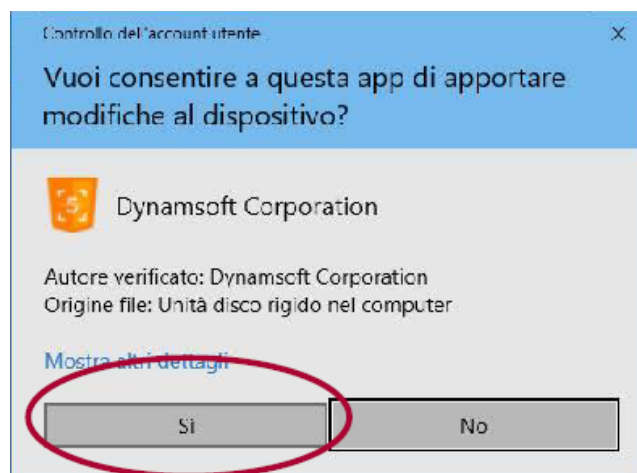 Controllo dell'account utente
Vuoi consentire a questa app di apportare
modifiche al dispositivo?
5
Dynamsoft Corporation
Autore verificato: Dynamsoft Corporation
Origine file: Unità disco rigido nel computer
Mostra altri dettagli
Sì
No